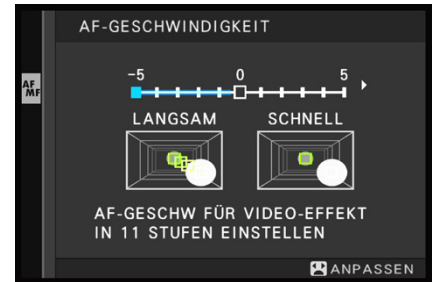 AF-GESCHWINDIGKEIT
AF
MF
-5 0 5
LANGSAM SCHNELL
AF-GESCHW FÜR VIDEO-EFFEKT
IN 11 STUFEN EINSTELLEN
ANPASSEN